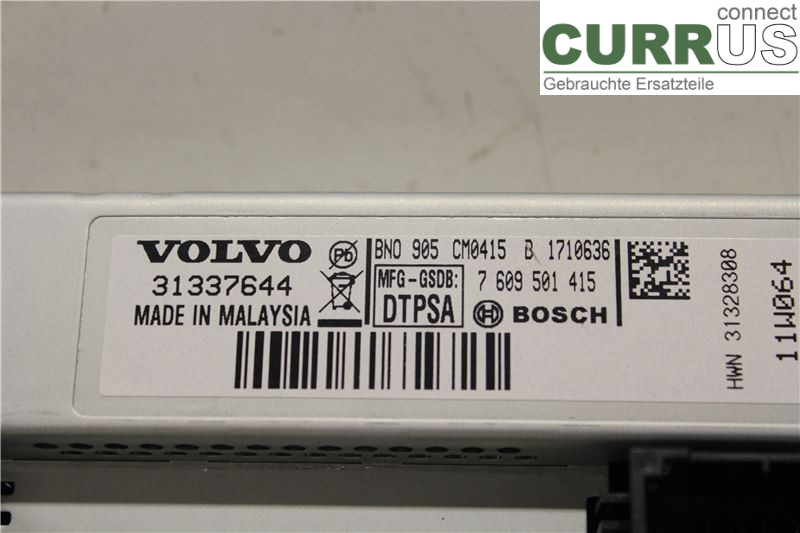 connect
CURRUS
Gebrauchte Ersatzteile
VOLVO
Pb
BNO 905 CM0415 B 1710636
31337644
MFG-GSDB:
7 609 501 415
MADE IN MALAYSIA
DTPSA
BOSCH
HWN 31328308
11W064